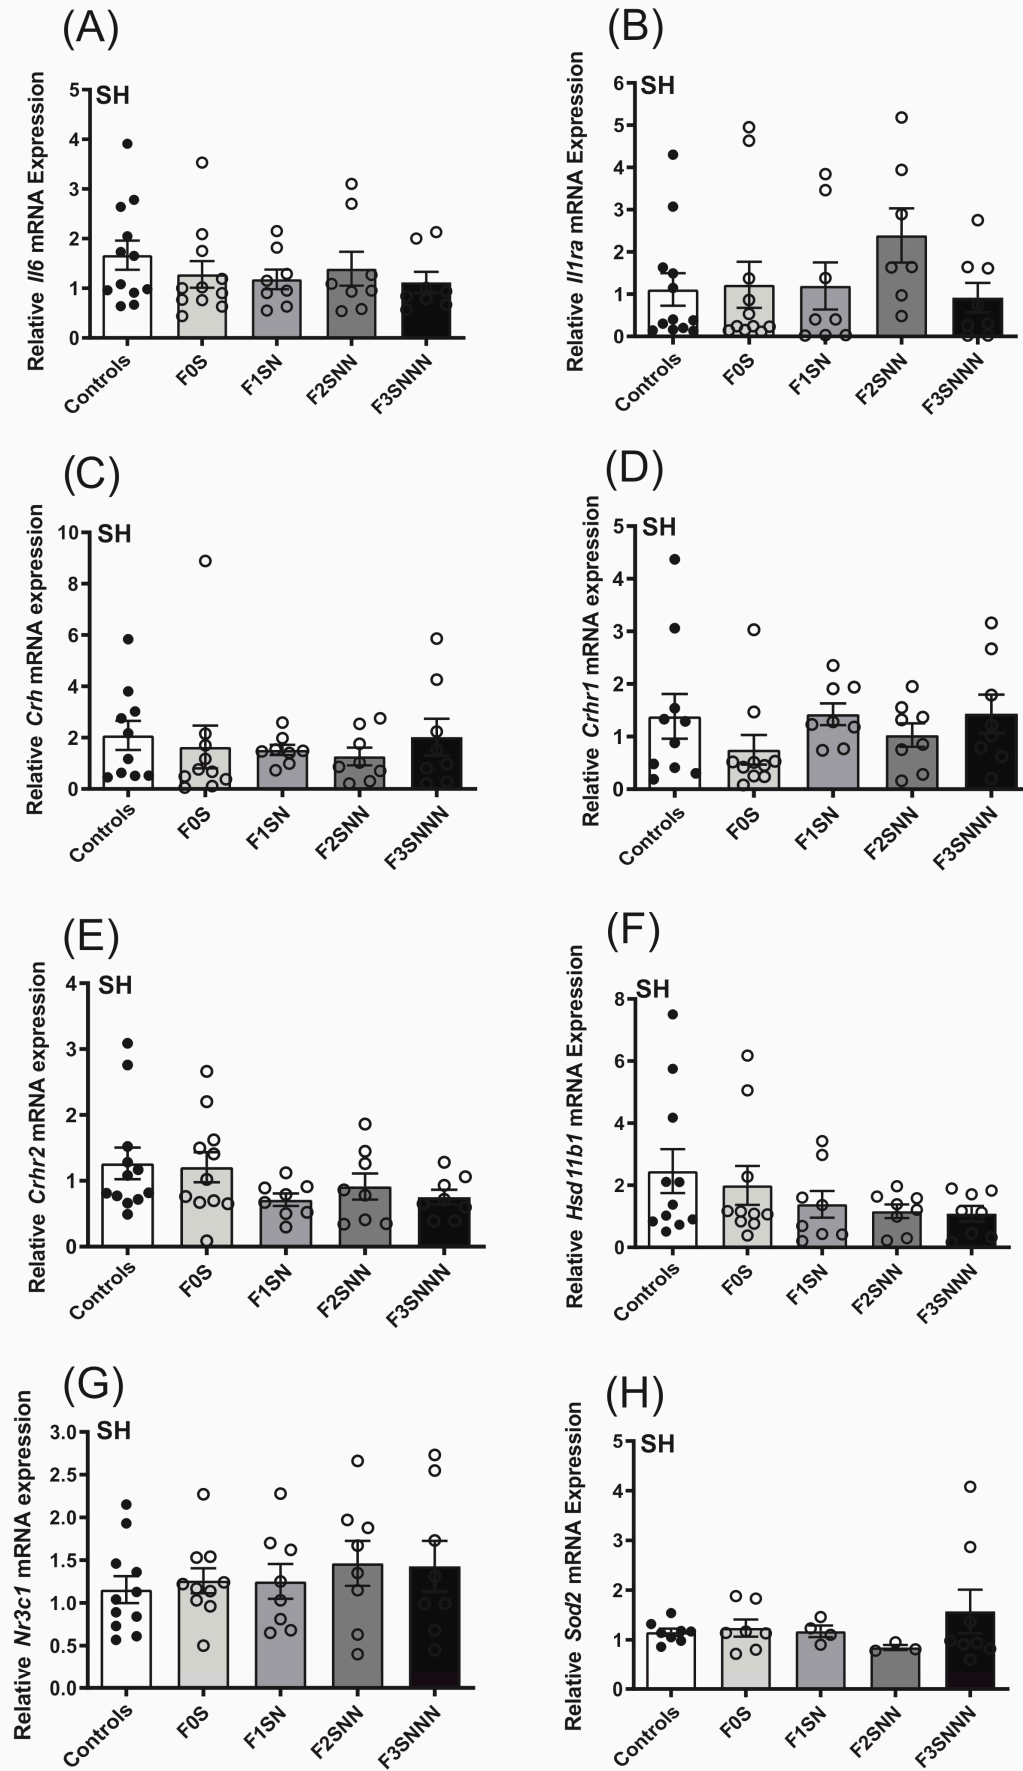 (A)
SH
Relative Il6 mRNA Expression
5
4
3
2
1
0
Controls
F0S
F1SN
F2SNN
F3SNNN
(B)
SH
Relative Il1ra mRNA Expression
6
5
4
3
2
1
0
Controls
F0S
F1SN
F2SNN
F3SNNN
(C)
SH
Relative Crh mRNA expression
10
8
6
4
2
0
Controls
F0S
F1SN
F2SNN
F3SNNN
(D)
SH
Relative Crhr1 mRNA expression
5
4
3
2
1
0
Controls
F0S
F1SN
F2SNN
F3SNNN
(E)
SH
Relative Crhr2 mRNA expression
4
3
2
1
0
Controls
F0S
F1SN
F2SNN
F3SNNN
(F)
SH
Relative Hsd11b1 mRNA Expression
8
6
4
2
0
Controls
F0S
F1SN
F2SNN
F3SNNN
(G)
SH
Relative Nr3c1 mRNA expression
3.0
2.5
2.0
1.5
1.0
0.5
0.0
Controls
F0S
F1SN
F2SNN
F3SNNN
(H)
SH
Relative Sod2 mRNA Expression
5
4
3
2
1
0
Controls
F0S
F1SN
F2SNN
F3SNNN